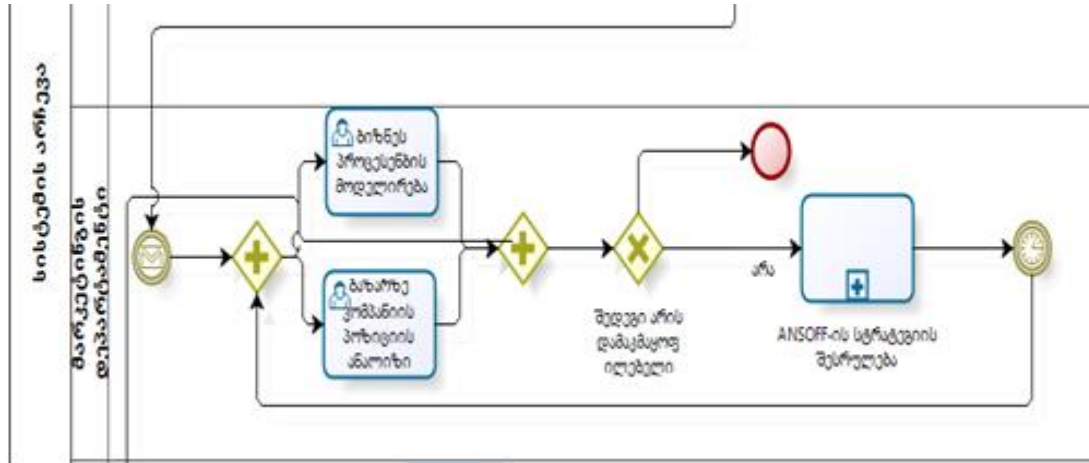 სისტემის არჩევა
მარკეტინგის
დეპარტამენტი
ბიზნეს
პროცესენბის
მოდელირება
ბაზარზე
კომპანიის
პოზიციის
ანალიზი
შედეგი არის
დამაკმაყოფ
ილებელი
არა
ANSOFF-ის სტრატეგიის
შესრულება